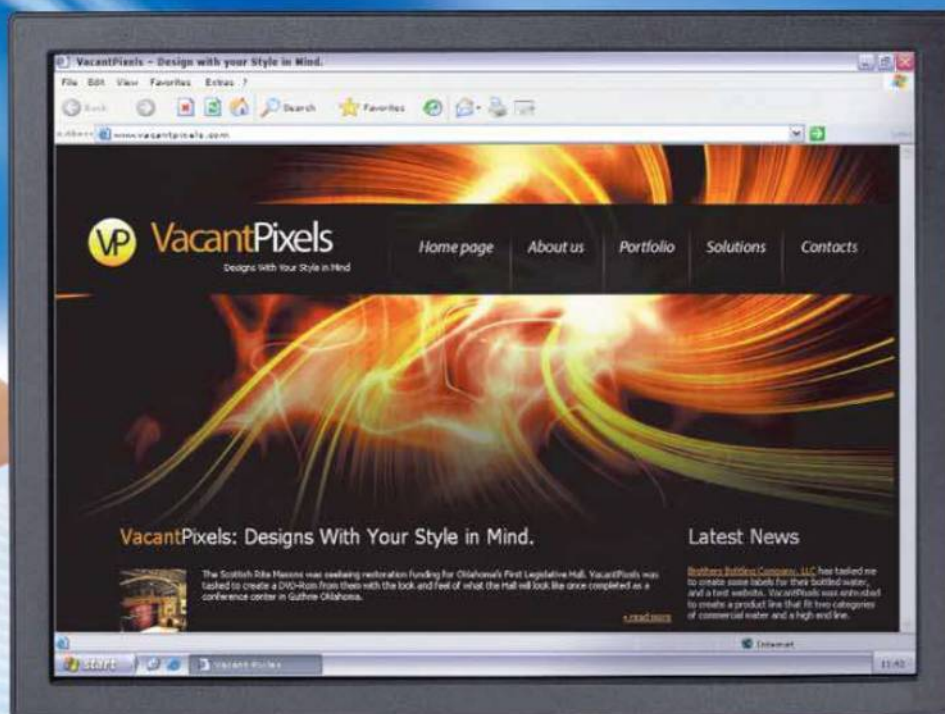 VacantPixels - Design with your Style in Mind.
File Edit View Favorites Extras ?
Back Search Favorites
www.vacantpixels.com
VP VacantPixels
Designs With Your Style in Mind
Home page About us Portfolio Solutions Contacts
VacantPixels: Designs With Your Style in Mind.
The Scottish Rite Masons was seekeing restoration funding for Oklahoma's First Legislative Hall. VacantPixels was
tasked to create a DVD-Rom from them with the look and feel of what the Hall will look like once completed as a
conference center in Guthrie Oklahoma.
» read more
Latest News
Brothers Bottling Company, LLC has tasked me
to create some labels for their bottled water,
and a test website. VacantPixels was entrusted
to create a product line that fit two categories
of commercial water and a high end line.
Internet
start Vacant Pixles